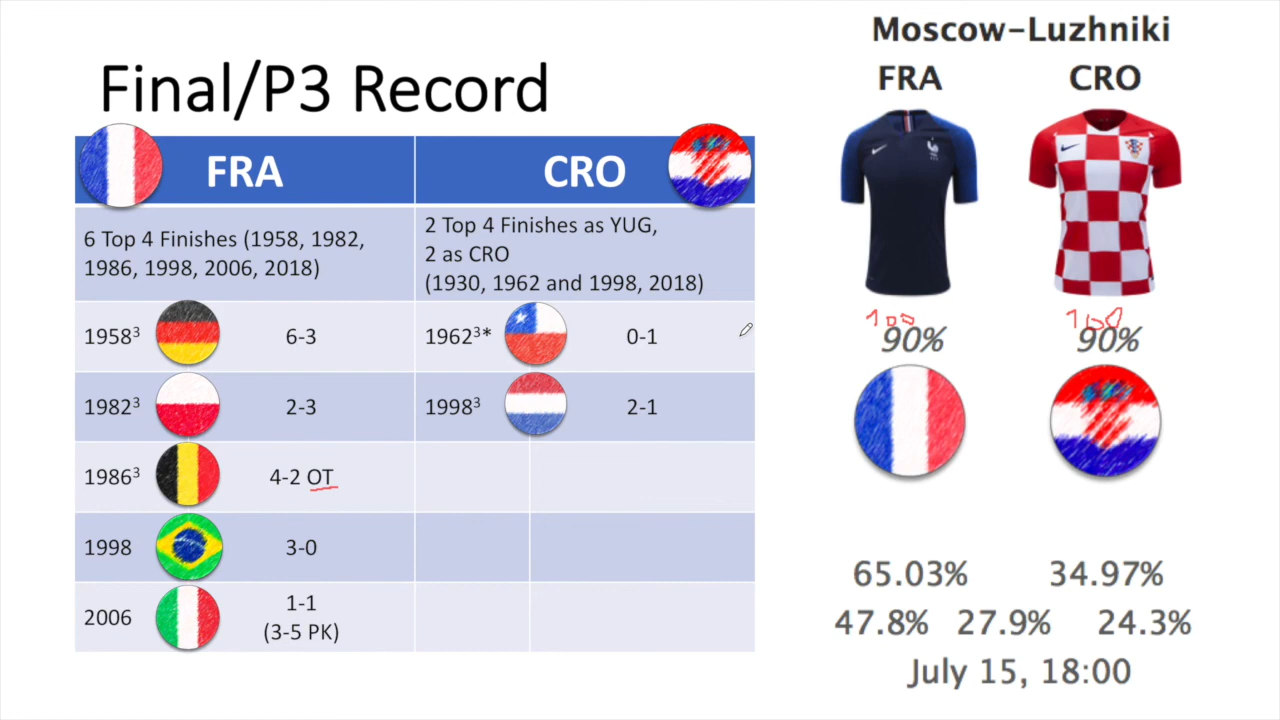 Final/P3 Record
FRA CRO
6 Top 4 Finishes (1958, 1982,
1986, 1998, 2006, 2018)
2 Top 4 Finishes as YUG,
2 as CRO
(1930, 1962 and 1998, 2018)
1958³ 6-3 1962³* 0-1
1982³ 2-3 1998³ 2-1
1986³ 4-2 OT
1998 3-0
2006 1-1
(3-5 PK)
Moscow-Luzhniki
FRA CRO
100 100
90% 90%
65.03% 34.97%
47.8% 27.9% 24.3%
July 15, 18:00